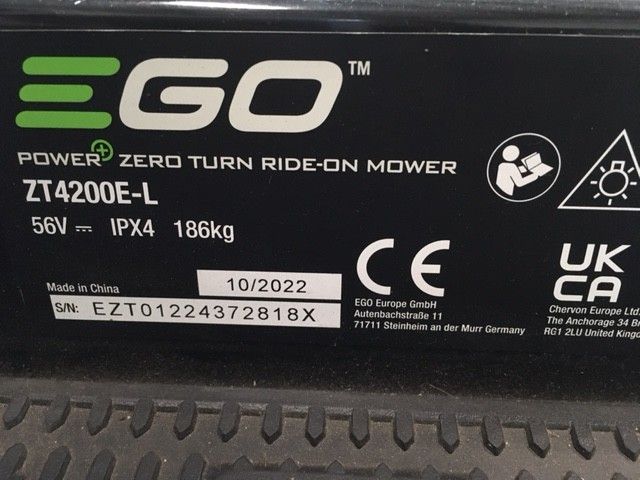 EGO™
POWER+ ZERO TURN RIDE-ON MOWER
ZT4200E-L
56V ⎓ IPX4 186kg
Made in China 10/2022
S/N: EZT01224372818X
CE
EGO Europe GmbH
Autenbachstraße 11
71711 Steinheim an der Murr Germany
UK
CA
Chervon Europe Ltd.
The Anchorage 34
RG1 2LU United